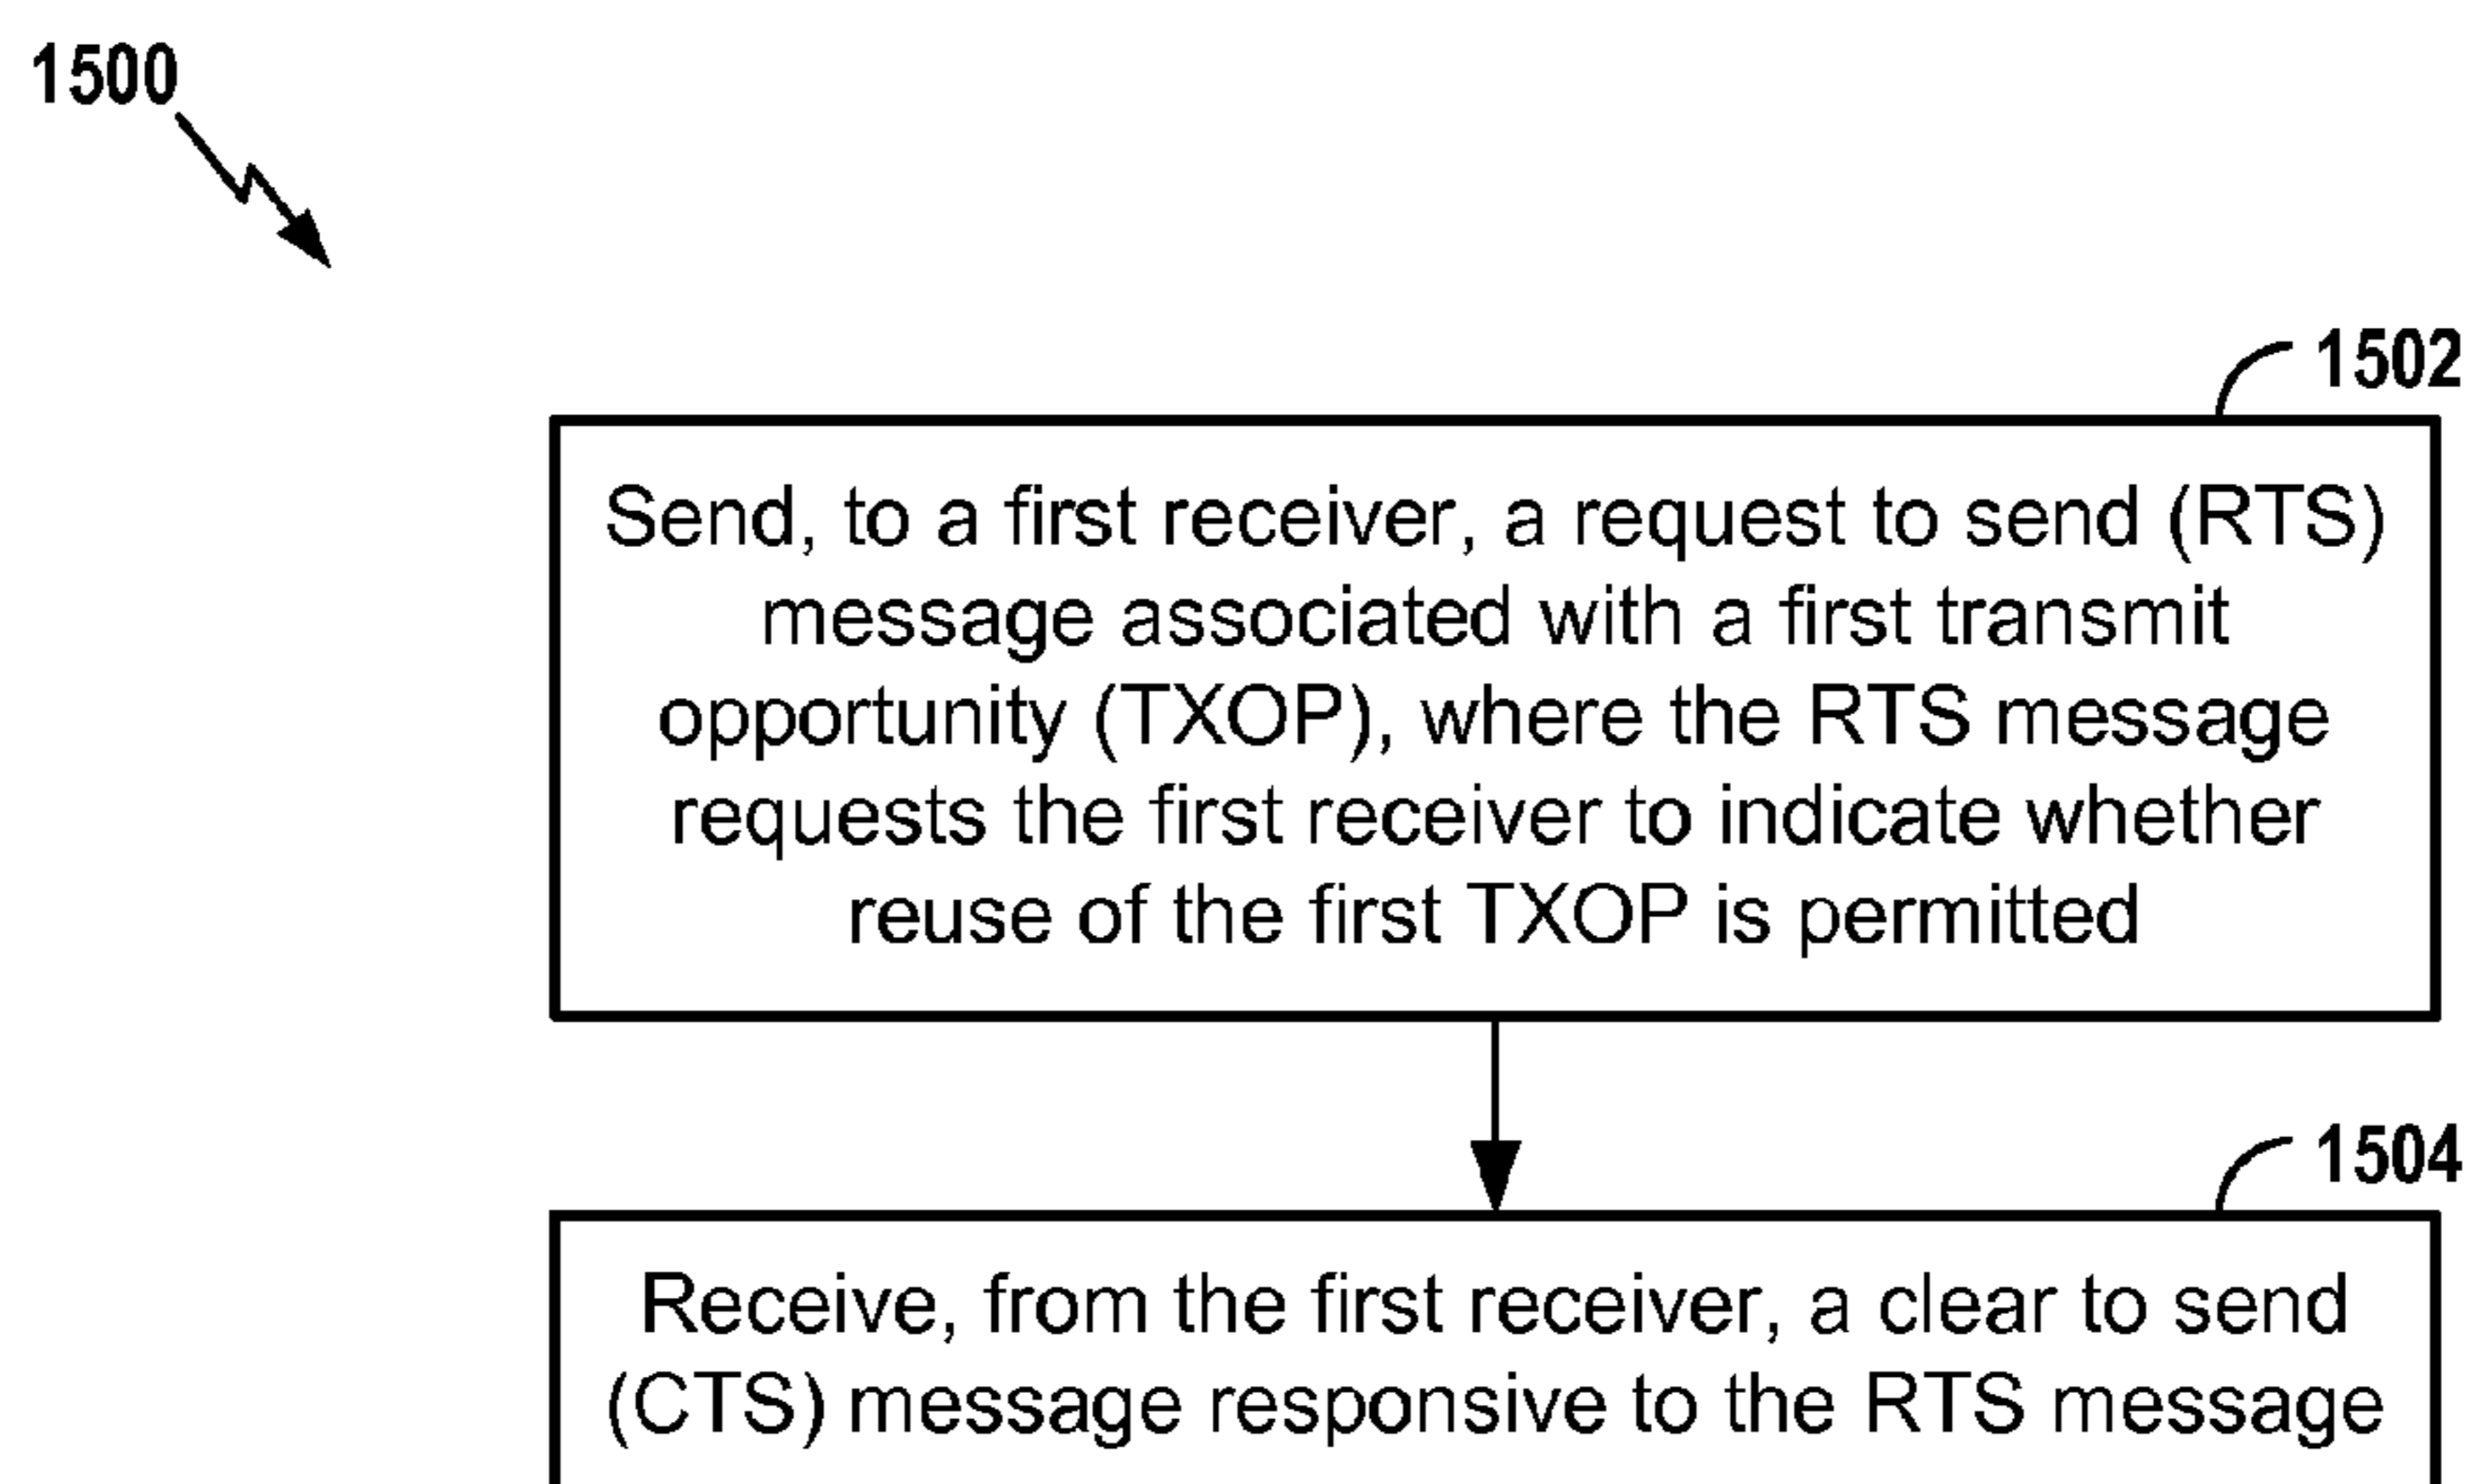 1500
1502
Send, to a first receiver, a request to send (RTS)
message associated with a first transmit
opportunity (TXOP), where the RTS message
requests the first receiver to indicate whether
reuse of the first TXOP is permitted
1504
Receive, from the first receiver, a clear to send
(CTS) message responsive to the RTS message